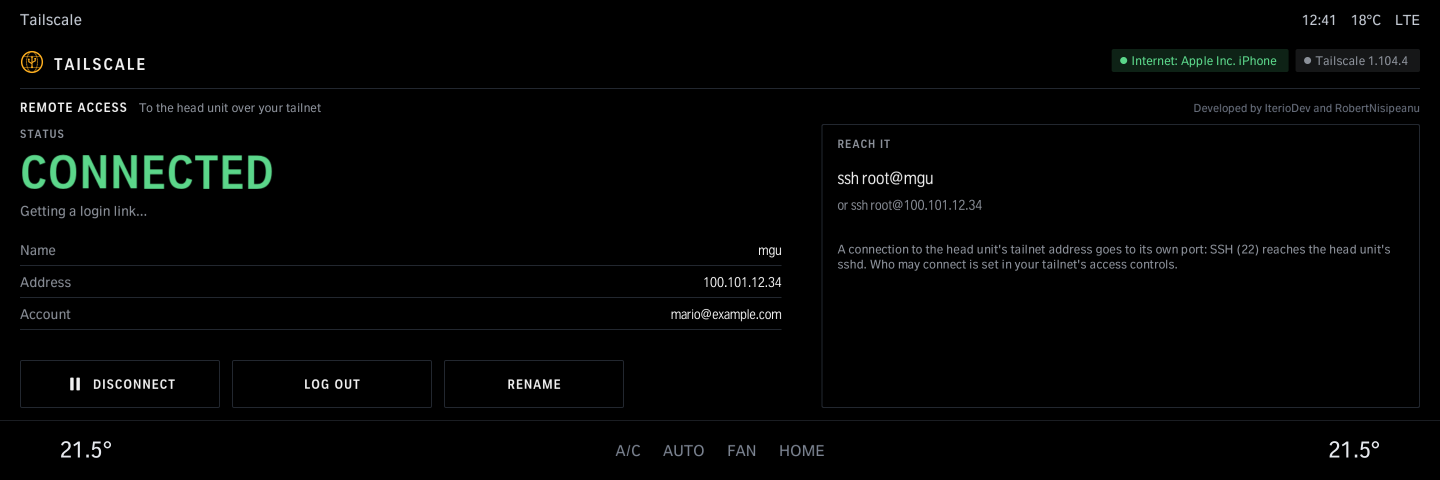 Tailscale
12:41 18°C LTE
TAILSCALE
Internet: Apple Inc. iPhone
Tailscale 1.104.4
REMOTE ACCESS To the head unit over your tailnet
Developed by IterioDev and RobertNisipeanu
STATUS
CONNECTED
Getting a login link...
Name mgu
Address 100.101.12.34
Account mario@example.com
DISCONNECT
LOG OUT
RENAME
REACH IT
ssh root@mgu
or ssh root@100.101.12.34
A connection to the head unit's tailnet address goes to its own port: SSH (22) reaches the head unit's
sshd. Who may connect is set in your tailnet's access controls.
21.5° A/C AUTO FAN HOME 21.5°